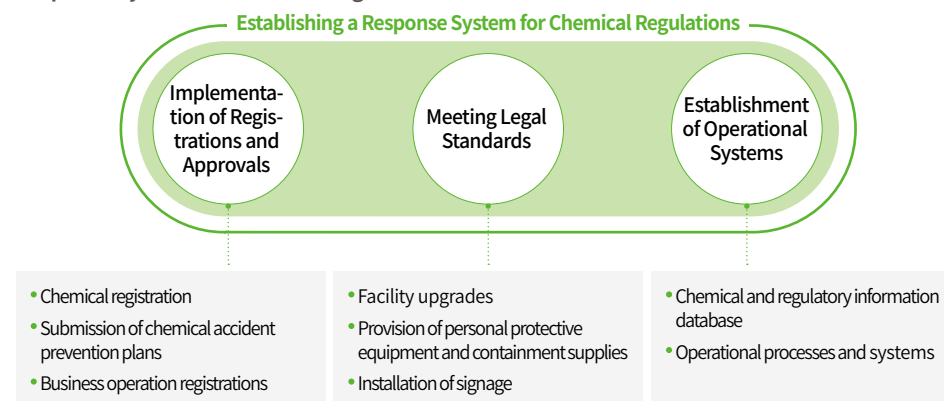 Establishing a Response System for Chemical Regulations
Implementa-
tion of Regis-
trations and
Approvals
Meeting Legal
Standards
Establishment
of Operational
Systems
• Chemical registration
• Submission of chemical accident
prevention plans
• Business operation registrations
• Facility upgrades
• Provision of personal protective
equipment and containment supplies
• Installation of signage
• Chemical and regulatory information
database
• Operational processes and systems